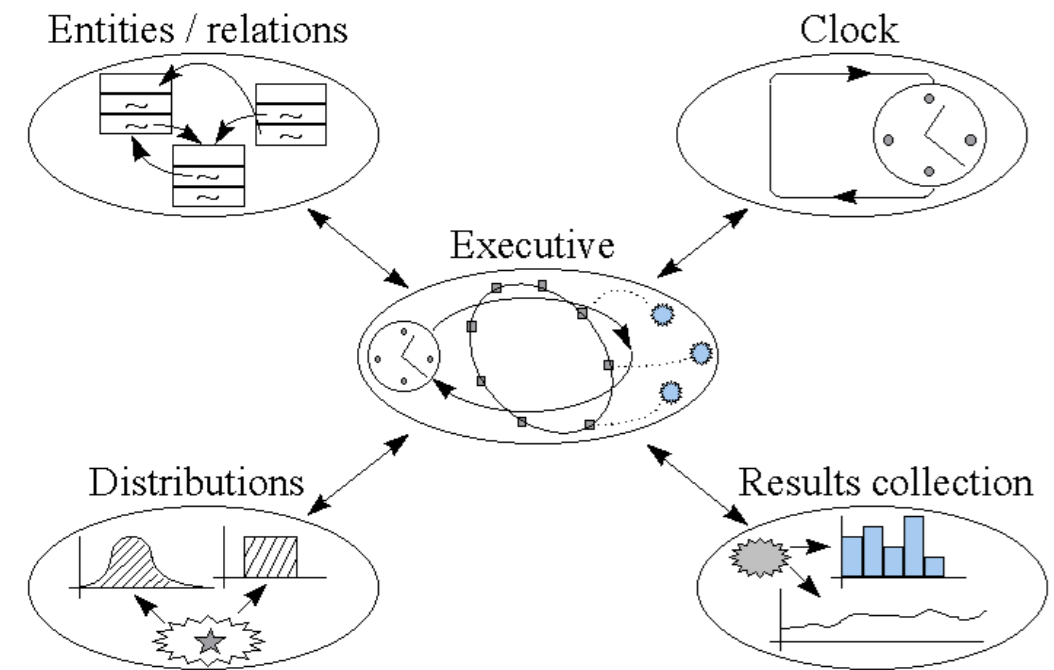 Entities / relations
Clock
Executive
Distributions
Results collection